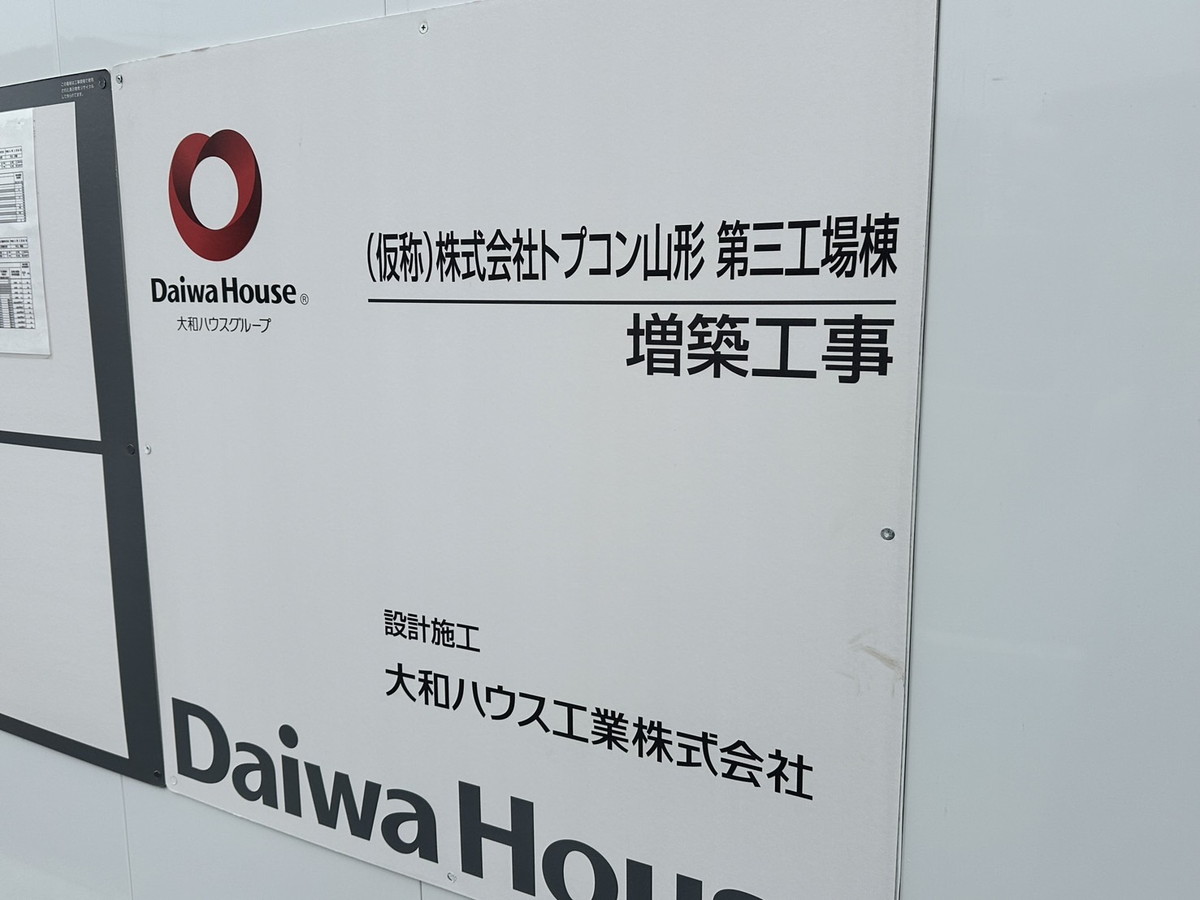 Daiwa House®
大和ハウスグループ
(仮称)株式会社トプコン山形 第三工場棟
増築工事
設計施工
大和ハウス工業株式会社
Daiwa Hous